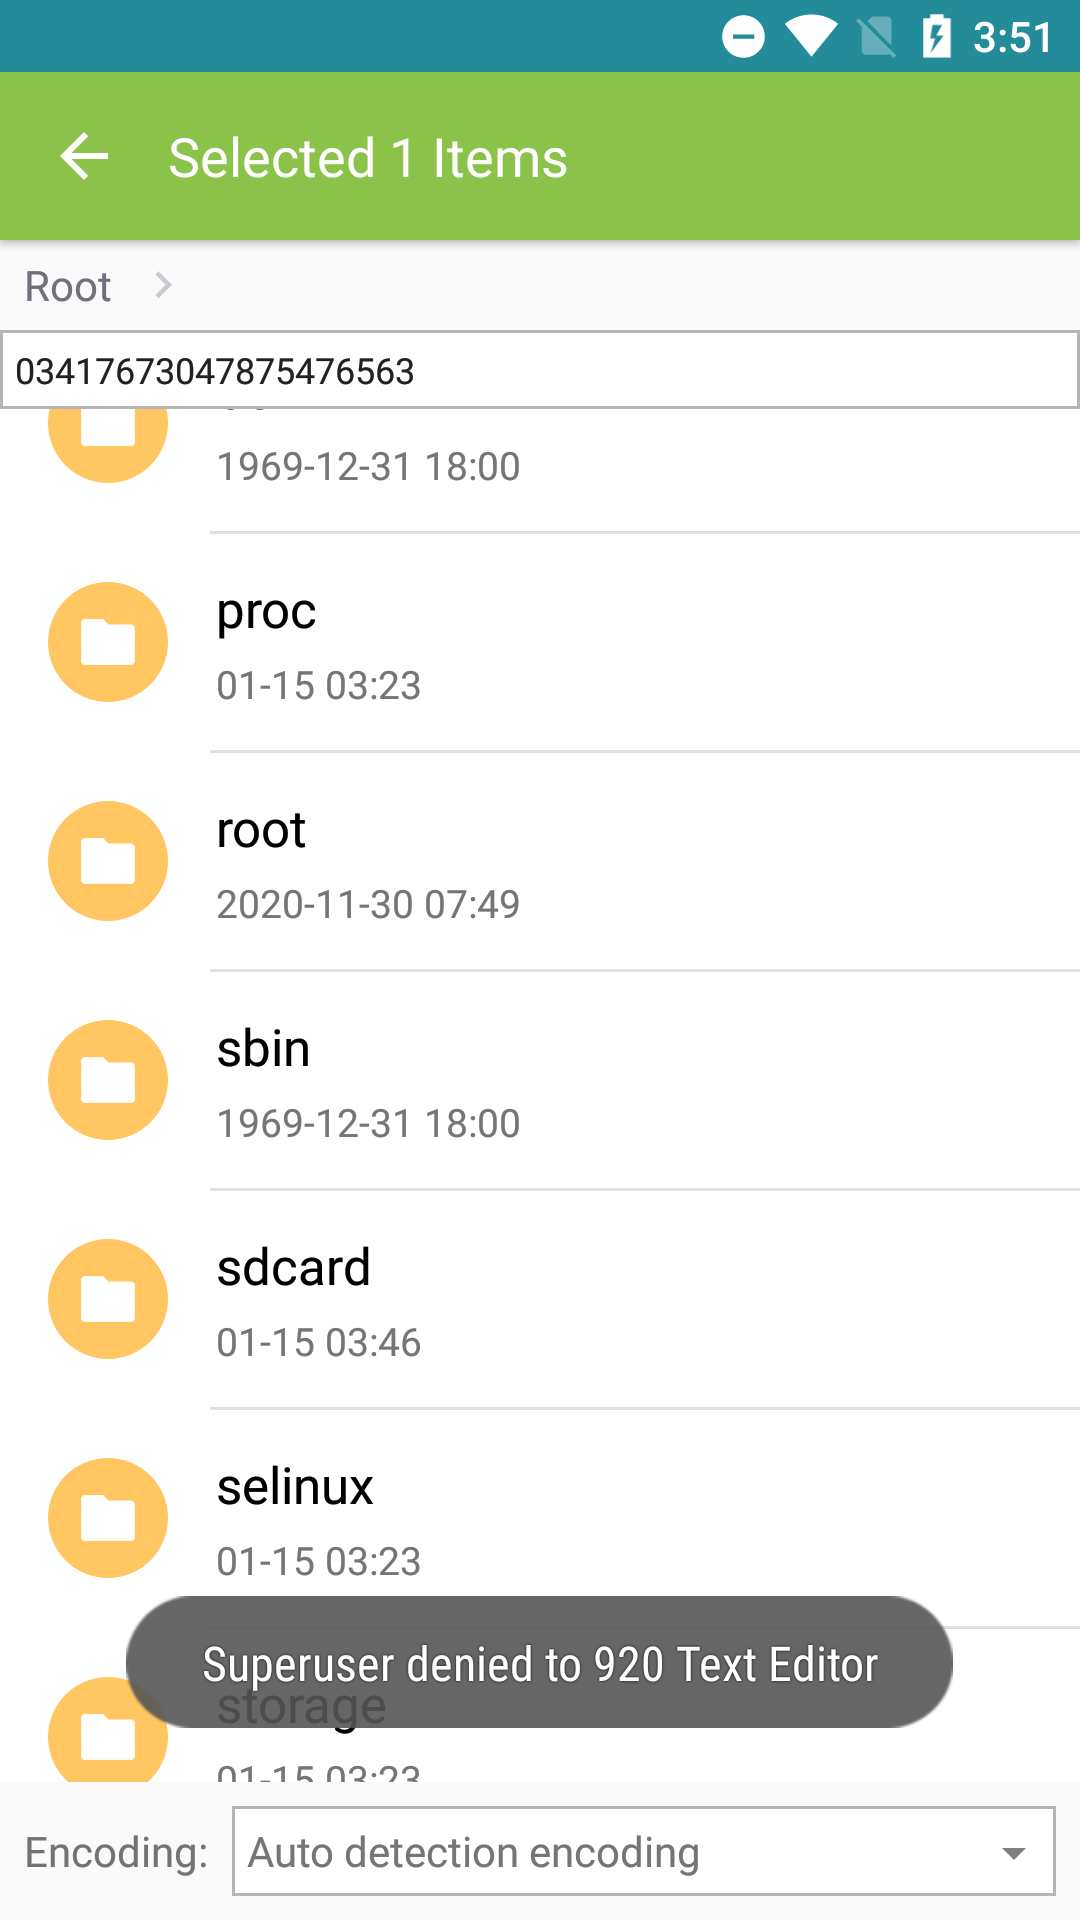 3:51
Selected 1 Items
Root
03417673047875476563
1969-12-31 18:00
proc
01-15 03:23
root
2020-11-30 07:49
sbin
1969-12-31 18:00
sdcard
01-15 03:46
selinux
01-15 03:23
Superuser denied to 920 Text Editor
storage
01-15 03:23
Encoding: Auto detection encoding